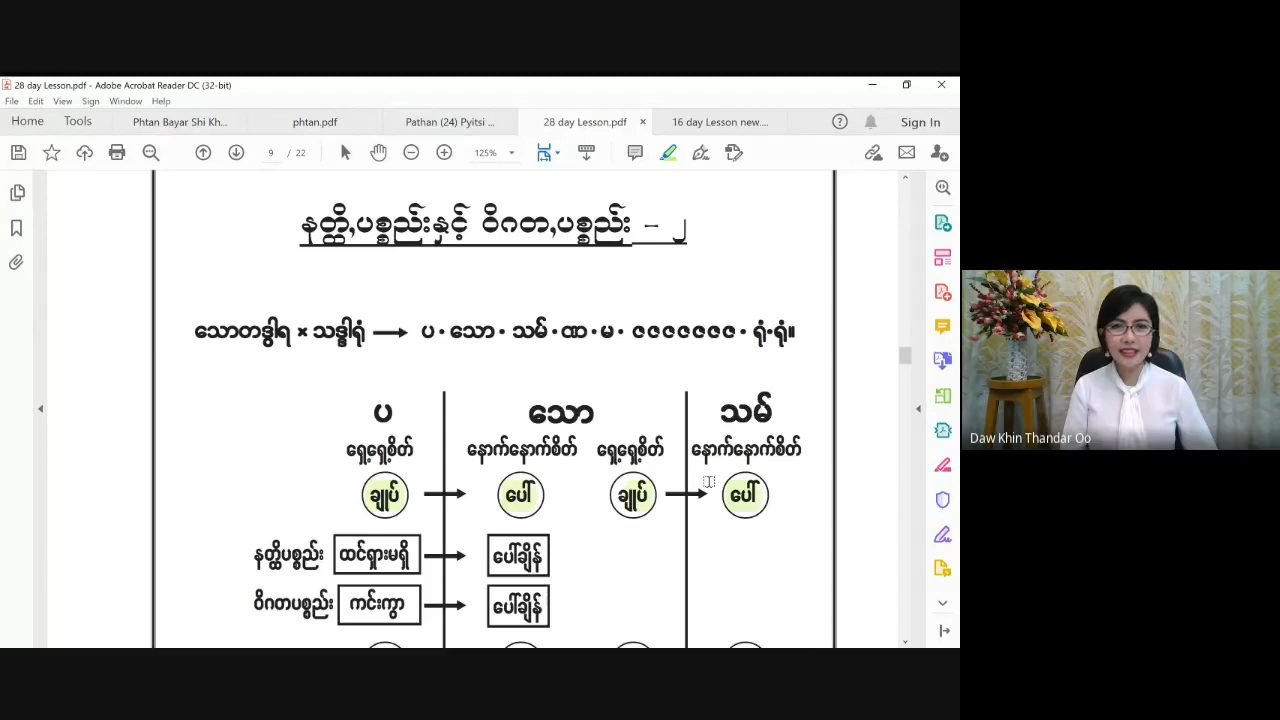 28 day Lesson.pdf - Adobe Acrobat Reader DC (32-bit)
File Edit View Sign Window Help
Home Tools Phtan Bayar Shi Kh... phtan.pdf Pathan (24) Pyitsi ... 28 day Lesson.pdf × 16 day Lesson new.... Sign In
9 / 22 125%
နတ္ထိ,ပစ္စည်းနှင့် ဝိဂတ,ပစ္စည်း – ၂
သောတဒွါရ × သဒ္ဒါရုံ → ပ · သော · သမ် · ဏ · မ · ဇဇဇဇဇဇဇ · ရုံ·ရုံ။
ပ သော သမ်
ရှေ့ရှေ့စိတ် နောက်နောက်စိတ် ရှေ့ရှေ့စိတ် နောက်နောက်စိတ်
ချုပ် → ပေါ် ချုပ် → ပေါ်
နတ္ထိပစ္စည်း ထင်ရှားမရှိ → ပေါ်ချိန်
ဝိဂတပစ္စည်း ကင်းကွာ → ပေါ်ချိန်
Daw Khin Thandar Oo